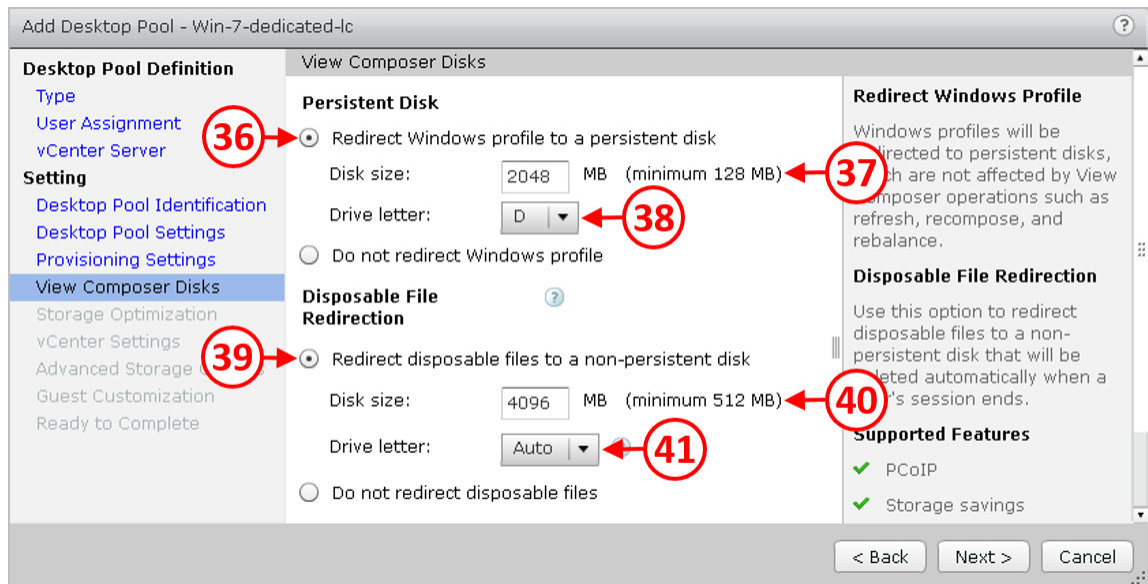 Add Desktop Pool - Win-7-dedicated-lc
?
Desktop Pool Definition
Type
User Assignment
vCenter Server
Setting
Desktop Pool Identification
Desktop Pool Settings
Provisioning Settings
View Composer Disks
Storage Optimization
vCenter Settings
Advanced Storage
Guest Customization
Ready to Complete
View Composer Disks
Persistent Disk
36
Redirect Windows profile to a persistent disk
Disk size: 2048 MB (minimum 128 MB)
37
Drive letter: D
38
Do not redirect Windows profile
Disposable File
Redirection
?
39
Redirect disposable files to a non-persistent disk
Disk size: 4096 MB (minimum 512 MB)
40
Drive letter: Auto
41
Do not redirect disposable files
Redirect Windows Profile
Windows profiles will be
to persistent disks,
are not affected by View
Composer operations such as
refresh, recompose, and
rebalance.
Disposable File Redirection
Use this option to redirect
disposable files to a non-
persistent disk that will be
automatically when a
session ends.
Supported Features
PCoIP
Storage savings
< Back
Next >
Cancel